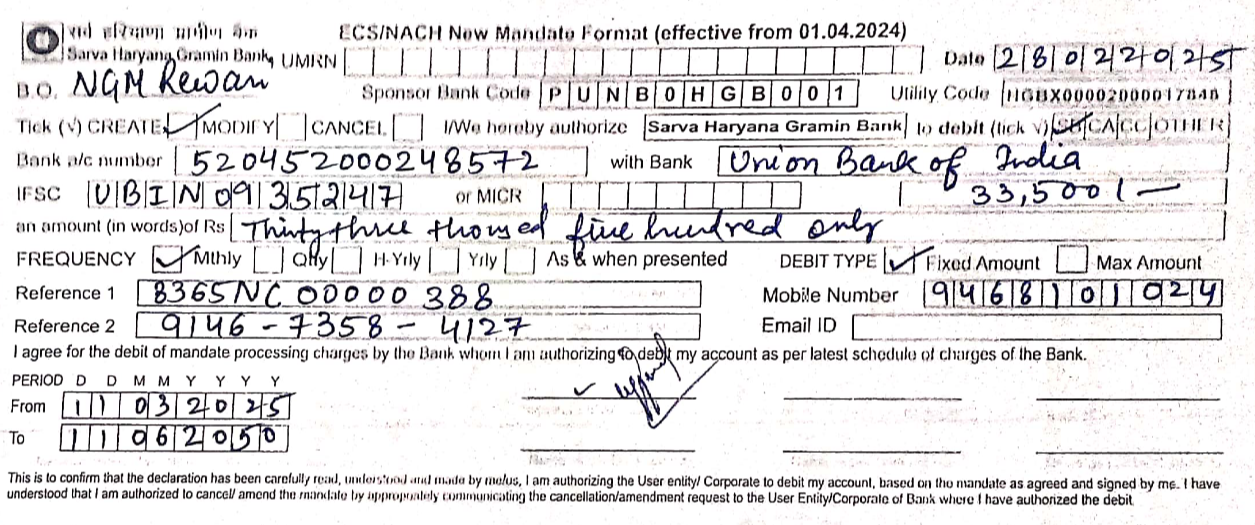 सर्व हरियाणा ग्रामीण बैंक ECS/NACH New Mandate Format (effective from 01.04.2024)
Sarva Haryana Gramin Bank UMRN Date 28022025
B.O. NGM Rewari Sponsor Bank Code PUNB0HGB001 Utility Code HGBX00002000017848
Tick (√) CREATE ✓ MODIFY CANCEL I/We hereby authorize Sarva Haryana Gramin Bank to debit (tick √) SB/CA/CC/OTHER
Bank a/c number 520452000248572 with Bank Union Bank of India
IFSC UBIN0935247 or MICR 33,500/-
an amount (in words)of Rs Thirty three thoused five hundred only
FREQUENCY ✓ Mthly Qtly H-Yrly Yrly As & when presented DEBIT TYPE ✓ Fixed Amount Max Amount
Reference 1 8365NC00000388 Mobile Number 9468101024
Reference 2 9146-7358-4127 Email ID
I agree for the debit of mandate processing charges by the Bank whom I am authorizing to debit my account as per latest schedule of charges of the Bank.
PERIOD D D M M Y Y Y Y
From 11032025
To 11062050
This is to confirm that the declaration has been carefully read, understood and made by me/us, I am authorizing the User entity/ Corporate to debit my account, based on the mandate as agreed and signed by me. I have
understood that I am authorized to cancel/ amend the mandate by appropriately communicating the cancellation/amendment request to the User Entity/Corporate of Bank where I have authorized the debit